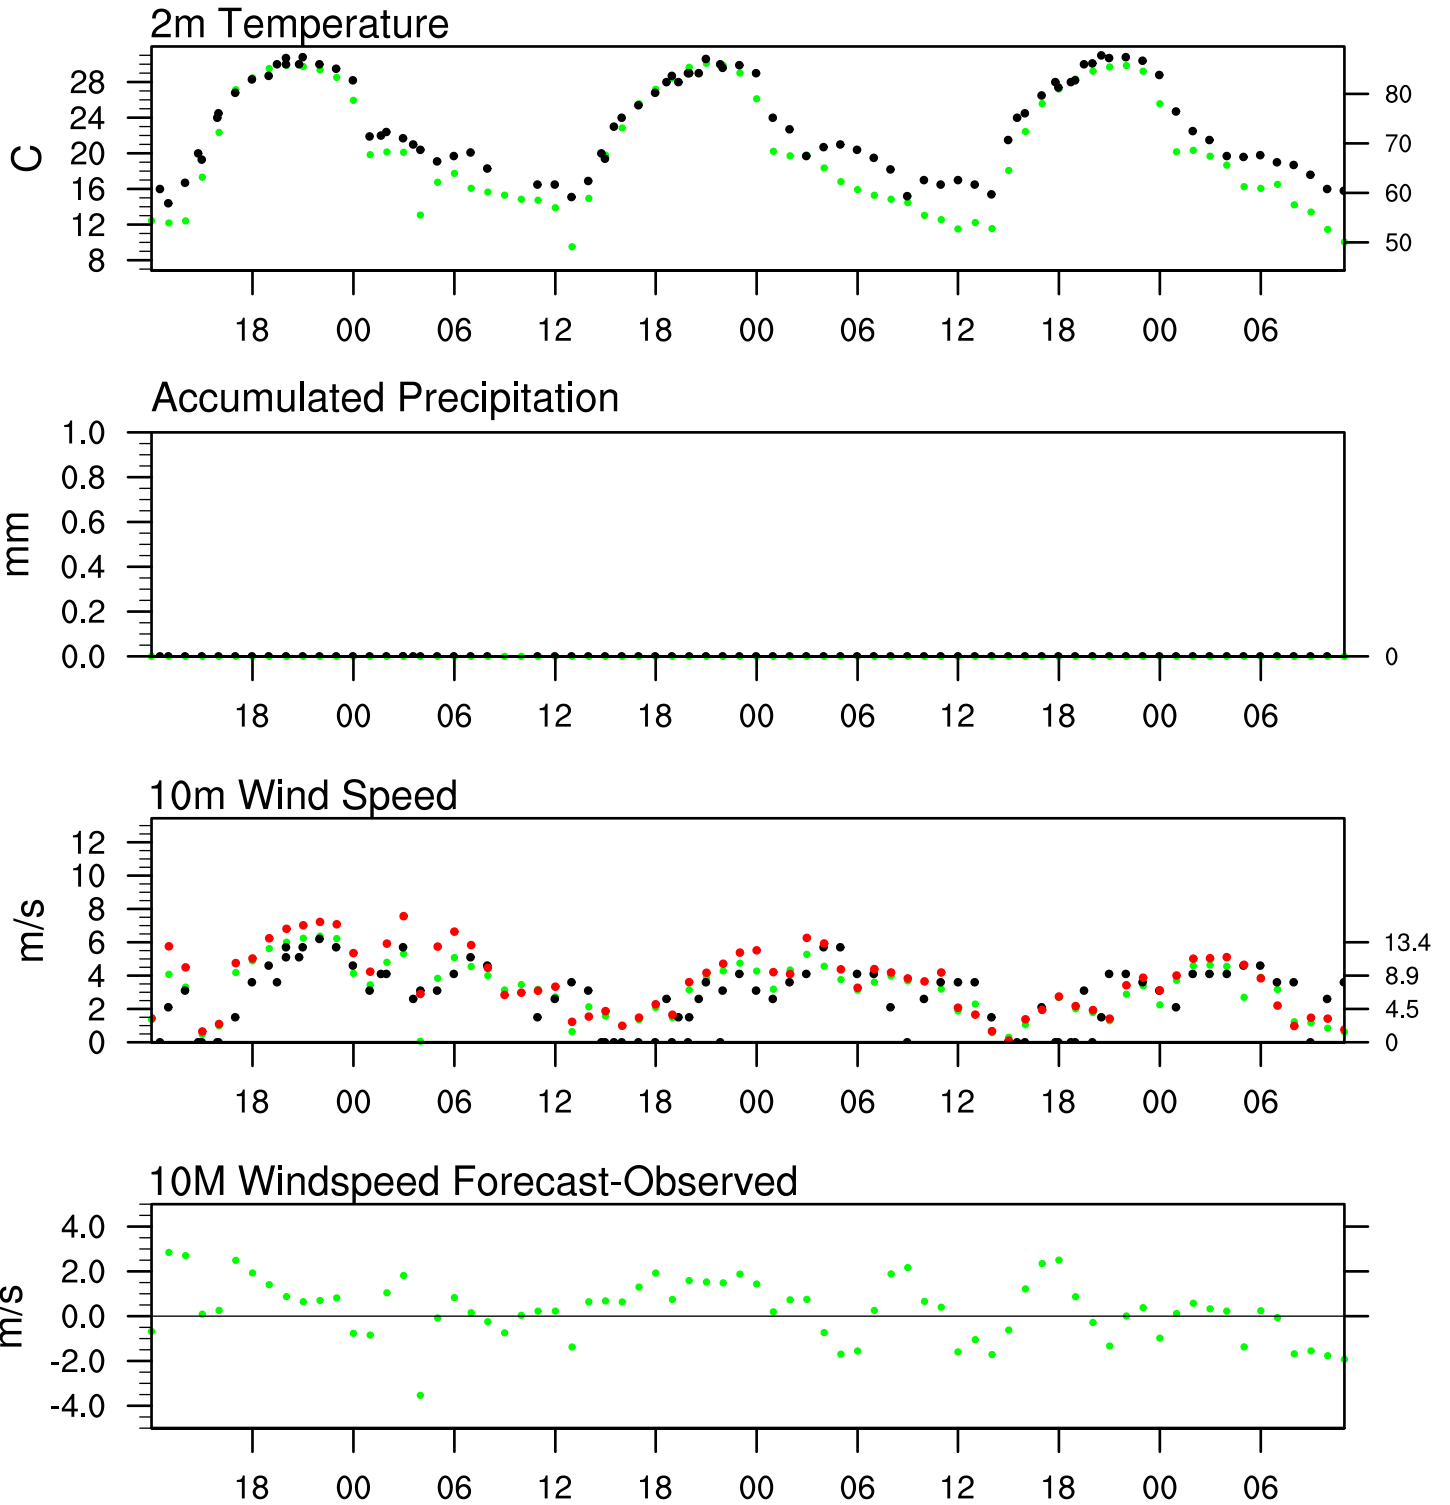 2m Temperature
C
28
24
20
16
12
8
80
70
60
50
18 00 06 12 18 00 06 12 18 00 06
Accumulated Precipitation
mm
1.0
0.8
0.6
0.4
0.2
0.0
0
18 00 06 12 18 00 06 12 18 00 06
10m Wind Speed
m/s
12
10
8
6
4
2
0
13.4
8.9
4.5
0
18 00 06 12 18 00 06 12 18 00 06
10M Windspeed Forecast-Observed
m/s
4.0
2.0
0.0
-2.0
-4.0
18 00 06 12 18 00 06 12 18 00 06